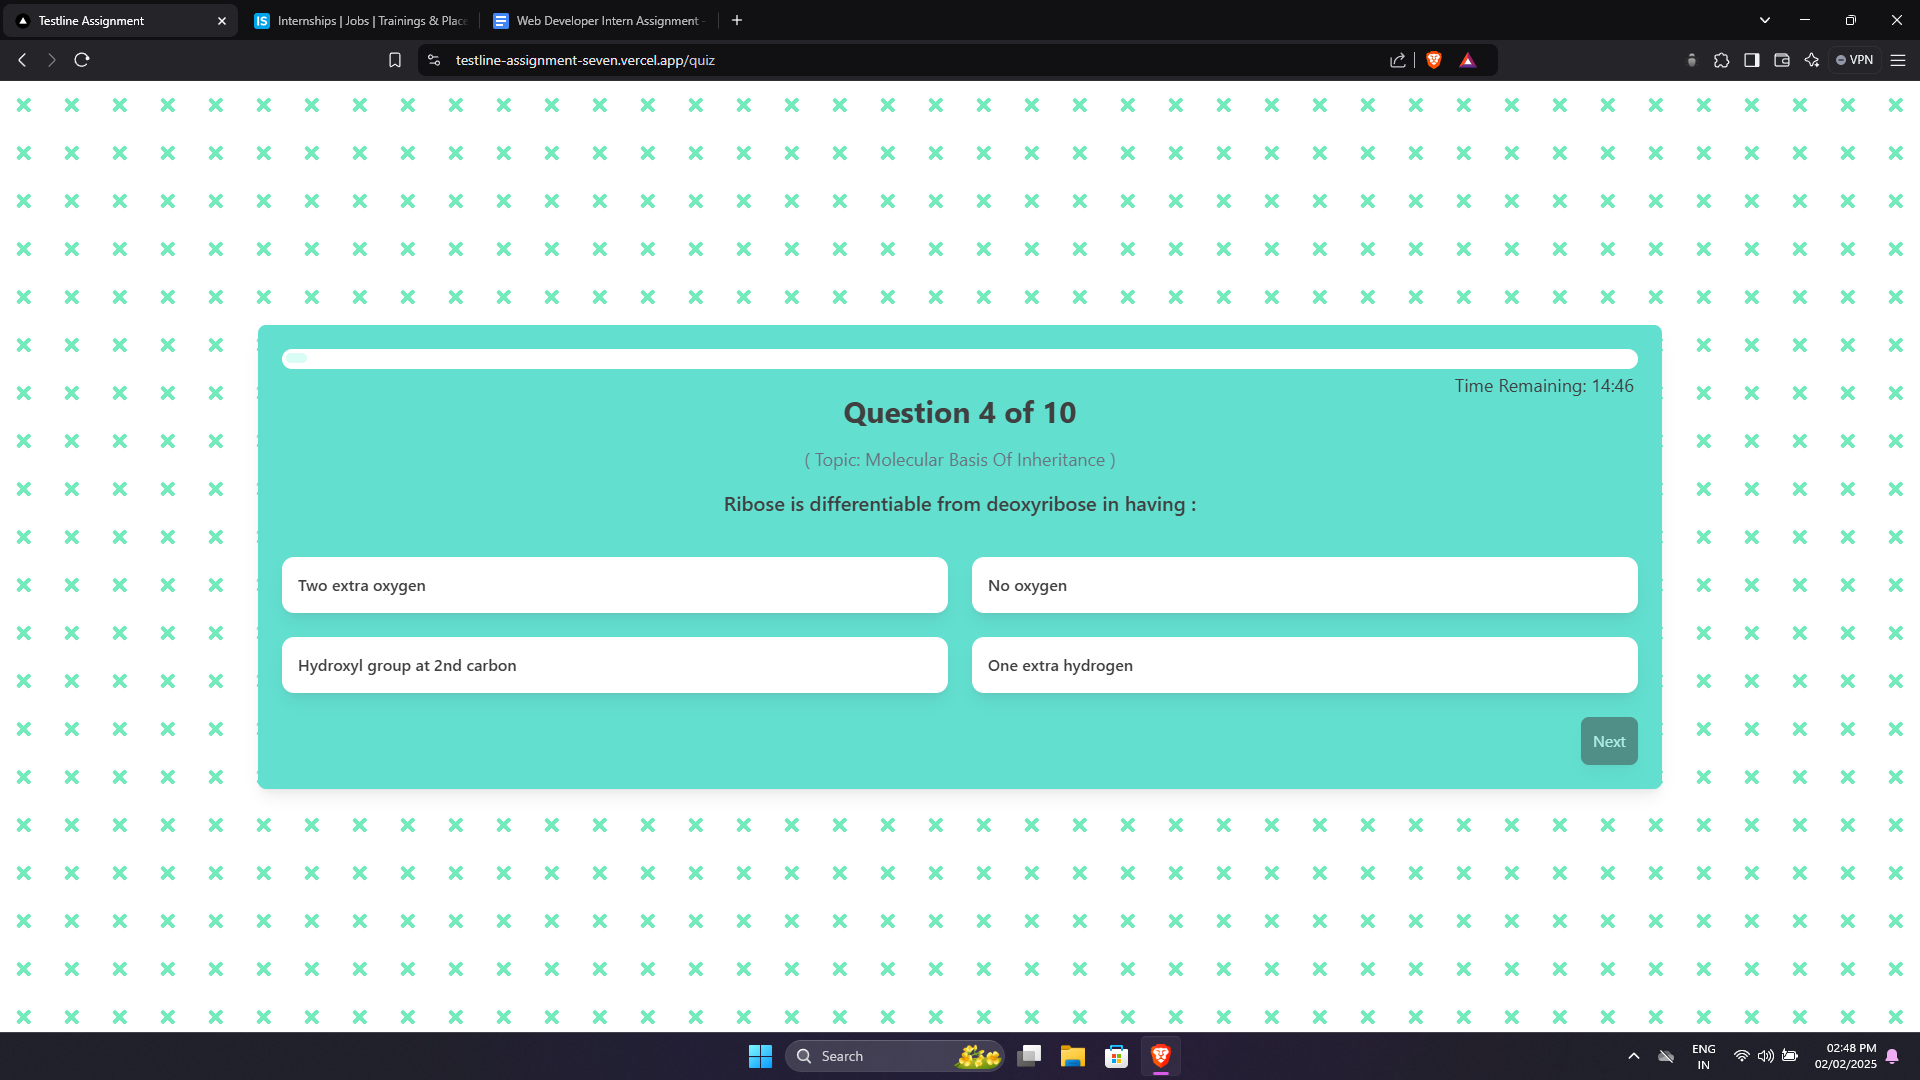 Testline Assignment
Internships | Jobs | Trainings & Place
Web Developer Intern Assignment -
testline-assignment-seven.vercel.app/quiz
VPN
Time Remaining: 14:46
Question 4 of 10
( Topic: Molecular Basis Of Inheritance )
Ribose is differentiable from deoxyribose in having :
Two extra oxygen
No oxygen
Hydroxyl group at 2nd carbon
One extra hydrogen
Next
Search
ENG
IN
02:48 PM
02/02/2025